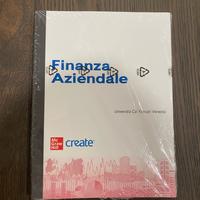 Finanza
Aziendale
Università Ca' Foscari Venezia
Mc
Graw
Hill
create